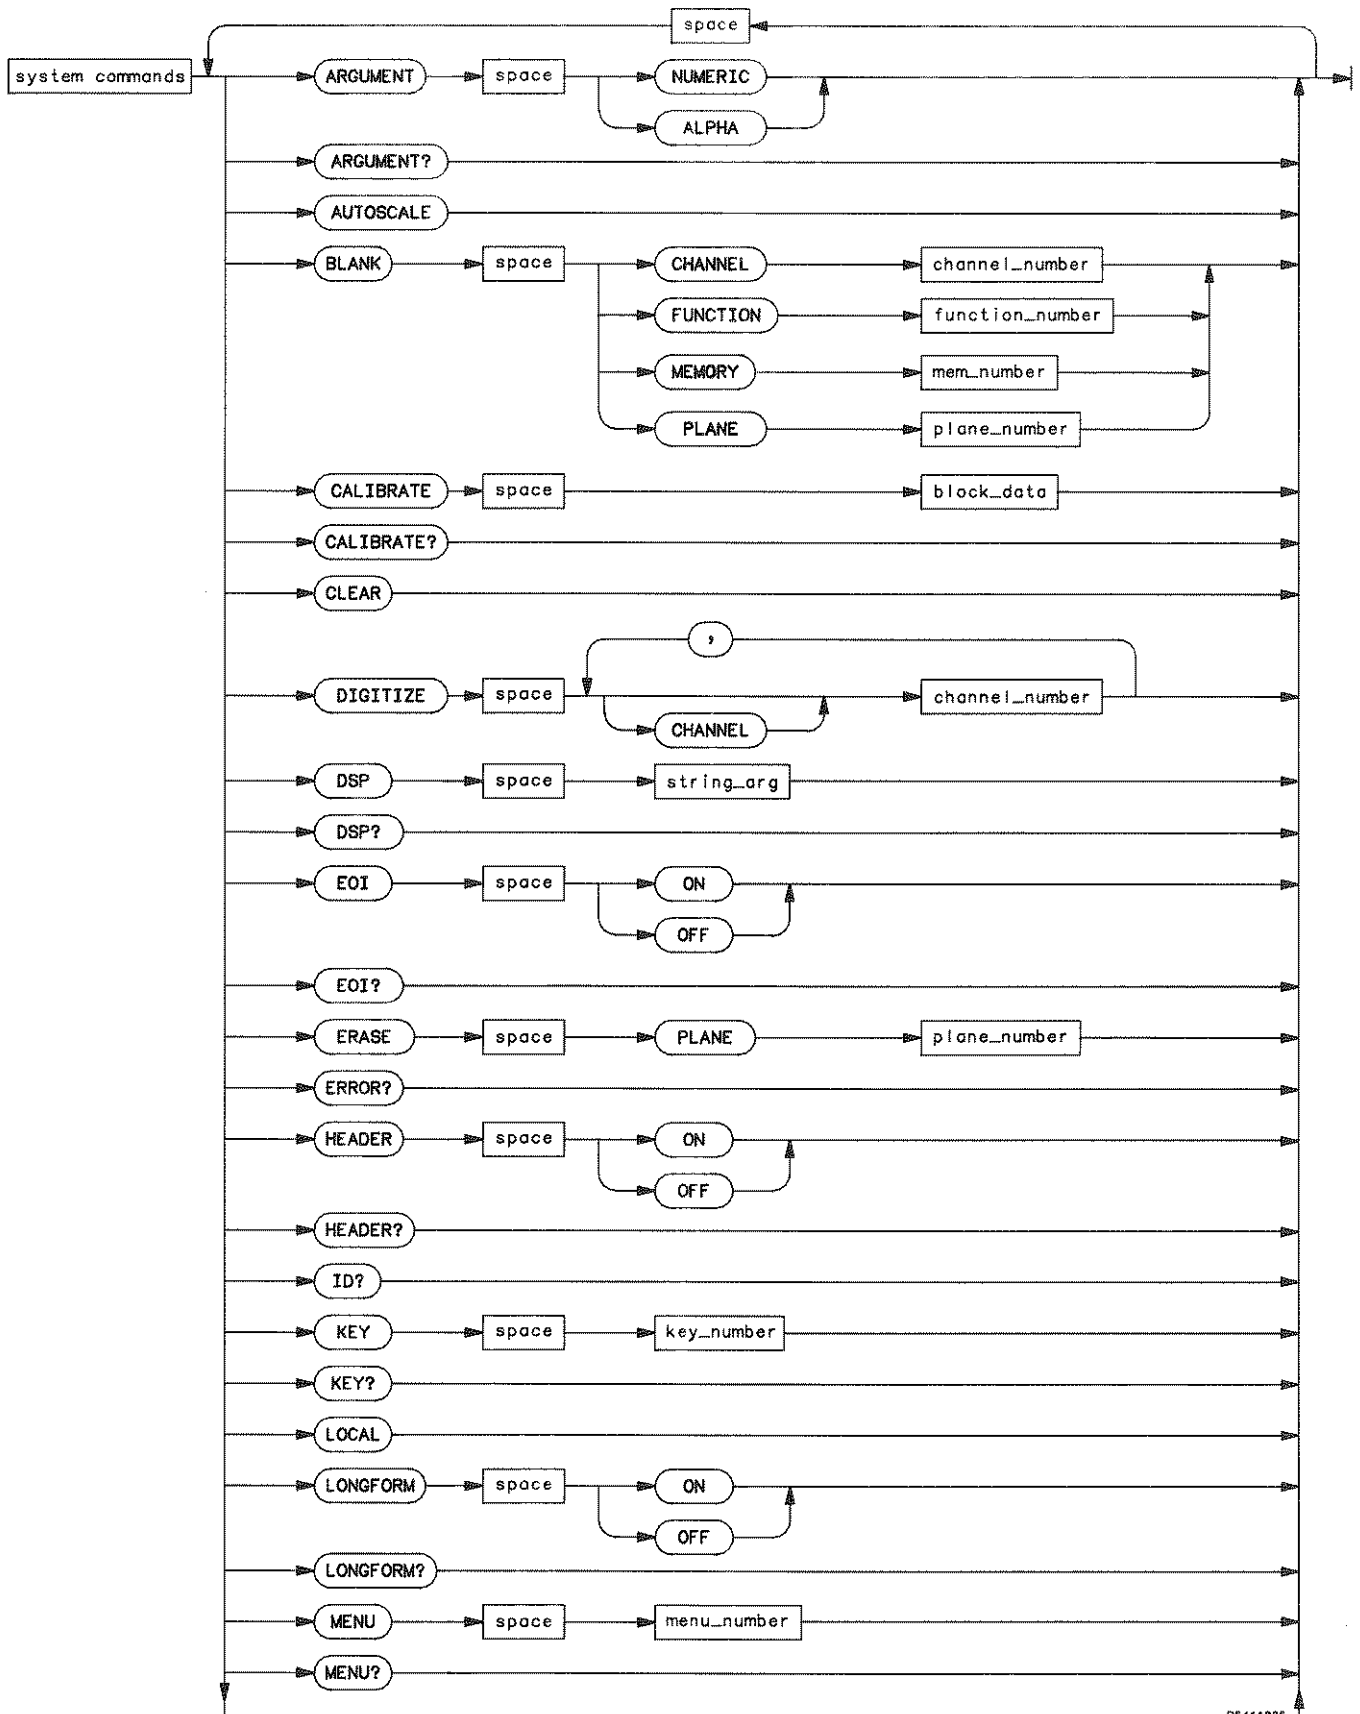 space
system commands ARGUMENT space NUMERIC
ALPHA
ARGUMENT?
AUTOSCALE
BLANK space CHANNEL channel_number
FUNCTION function_number
MEMORY mem_number
PLANE plane_number
CALIBRATE space block_data
CALIBRATE?
CLEAR
,
DIGITIZE space channel_number
CHANNEL
DSP space string_arg
DSP?
EOI space ON
OFF
EOI?
ERASE space PLANE plane_number
ERROR?
HEADER space ON
OFF
HEADER?
ID?
KEY space key_number
KEY?
LOCAL
LONGFORM space ON
OFF
LONGFORM?
MENU space menu_number
MENU?